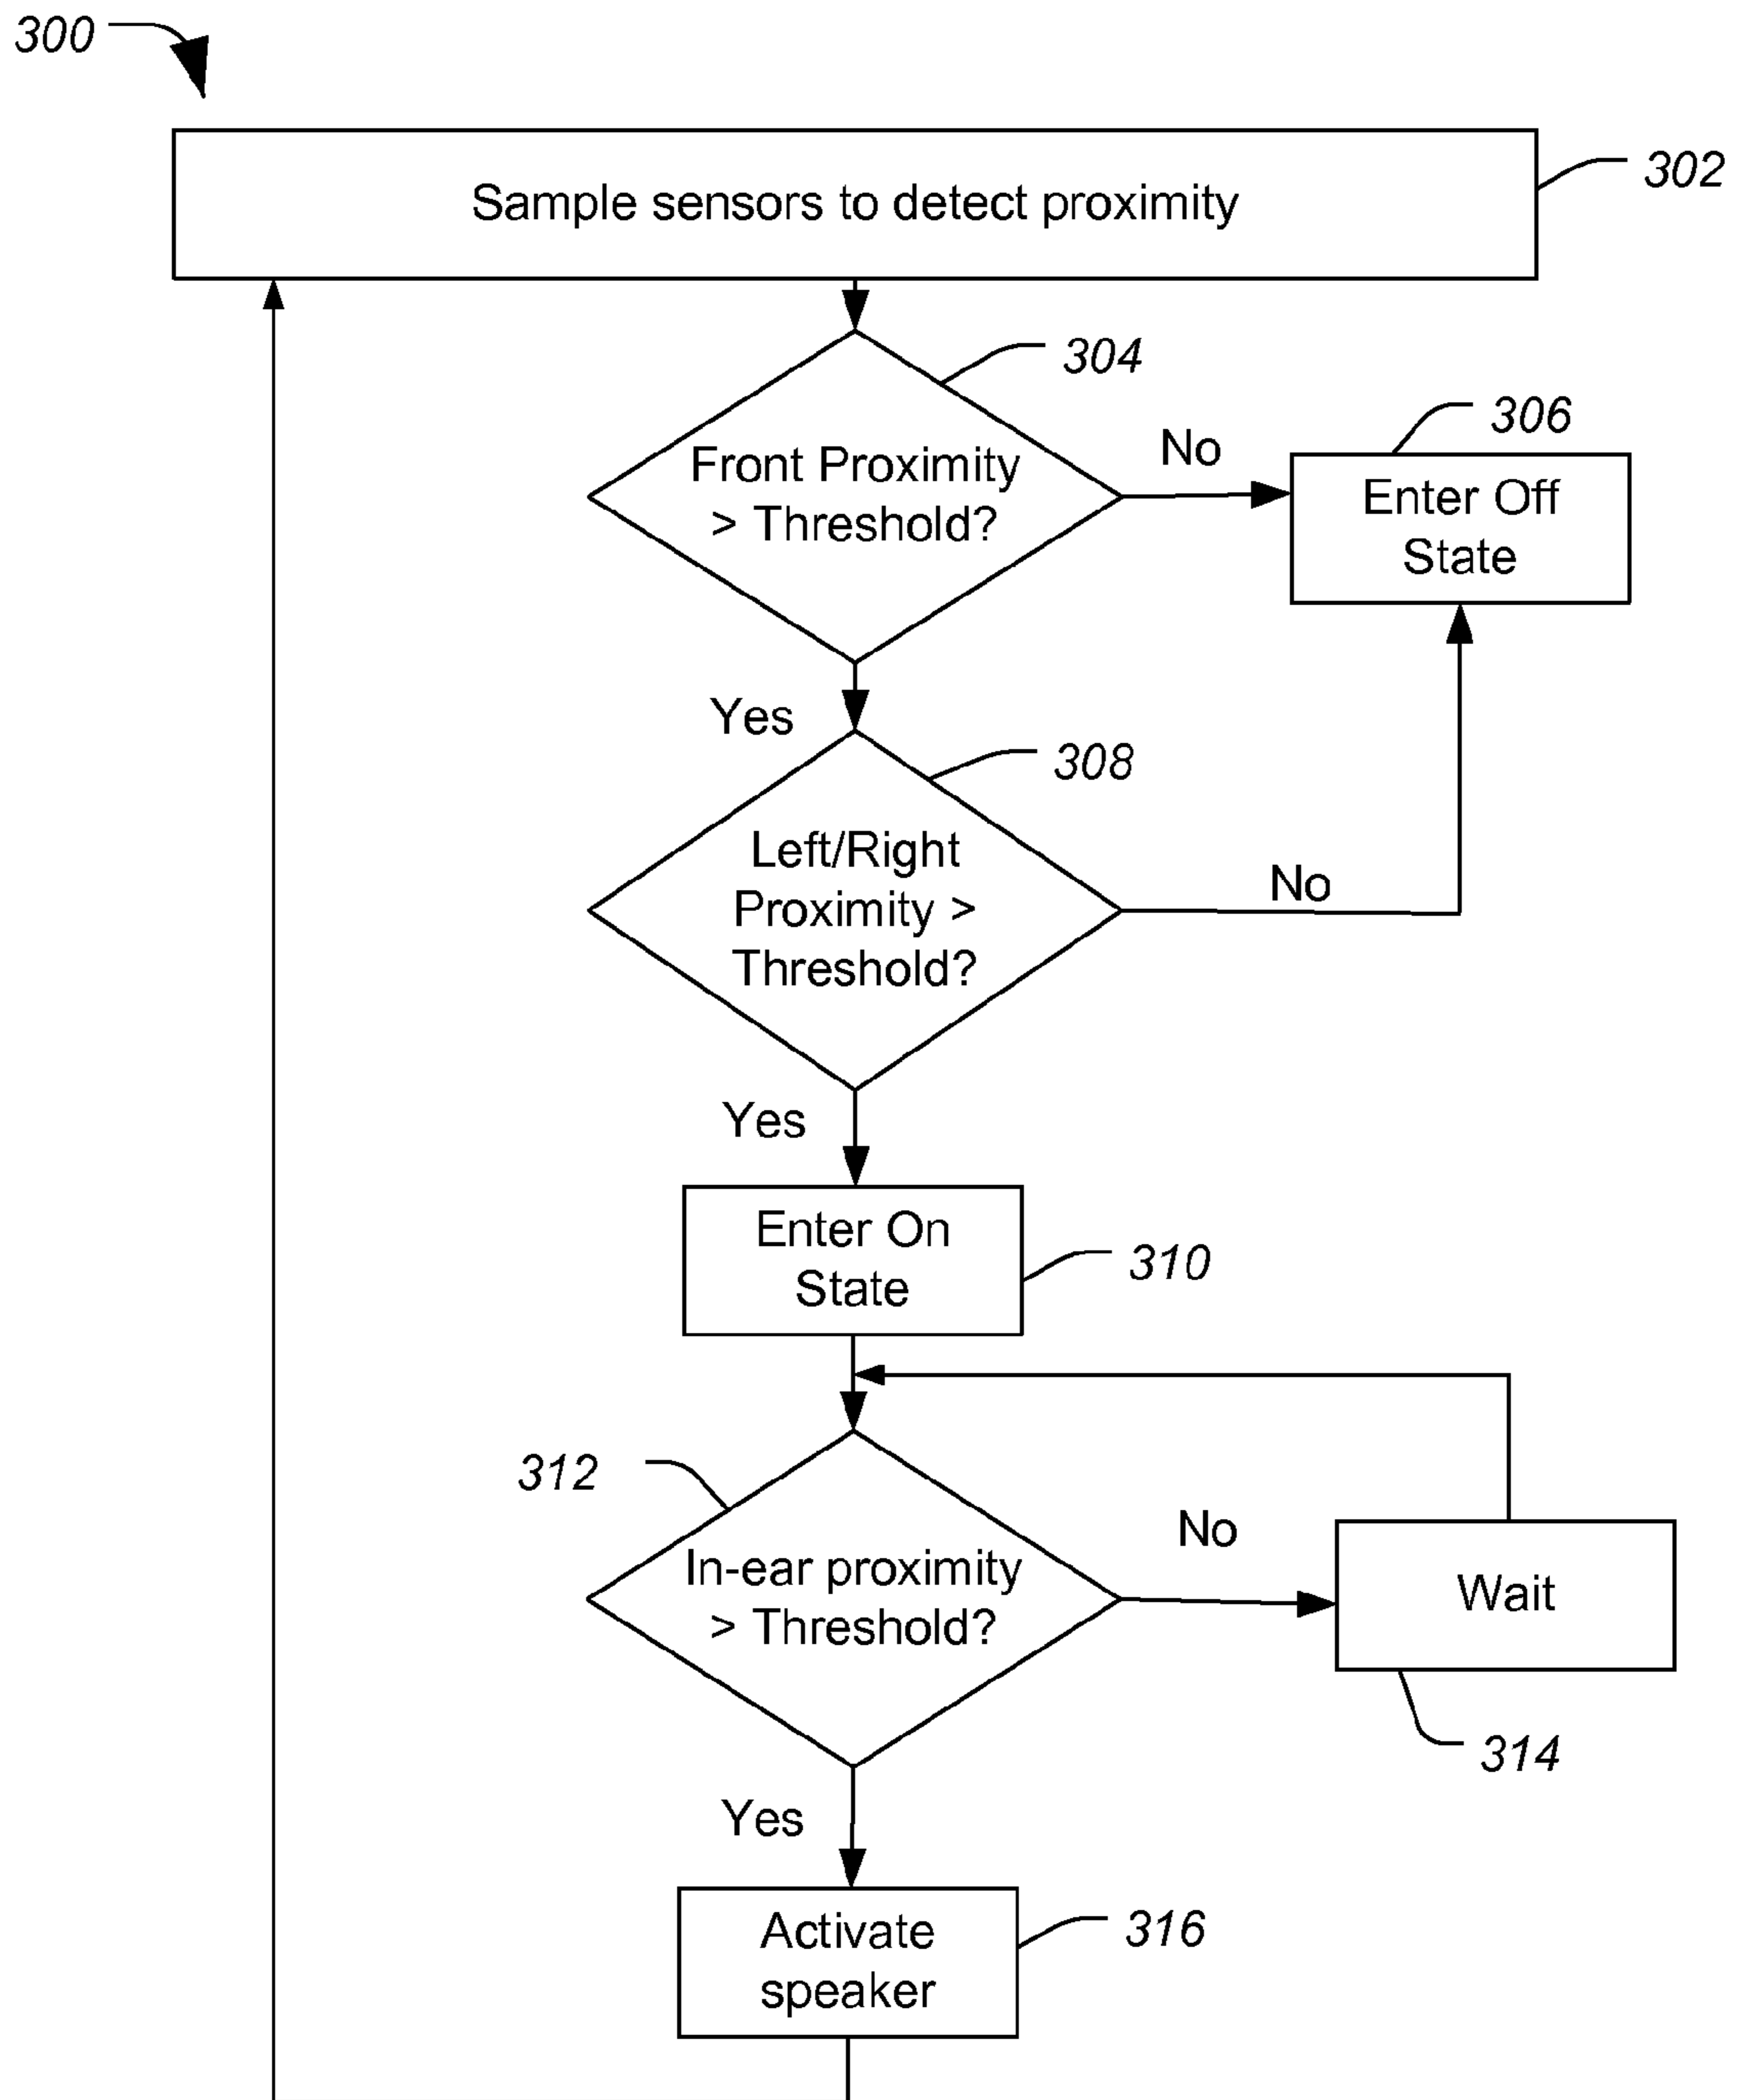 300
302
Sample sensors to detect proximity
304
Front Proximity
> Threshold?
No
306
Enter Off
State
Yes
308
Left/Right
Proximity >
Threshold?
No
Yes
Enter On
State
310
312
In-ear proximity
> Threshold?
No
Wait
314
Yes
Activate
speaker
316